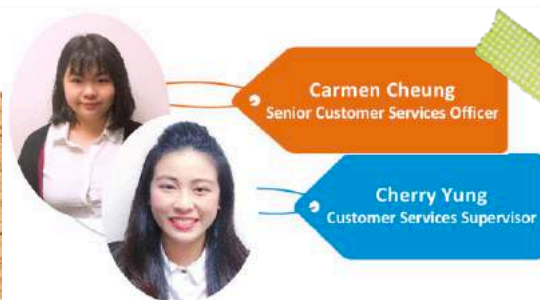 Carmen Cheung
Senior Customer Services Officer
Cherry Yung
Customer Services Supervisor